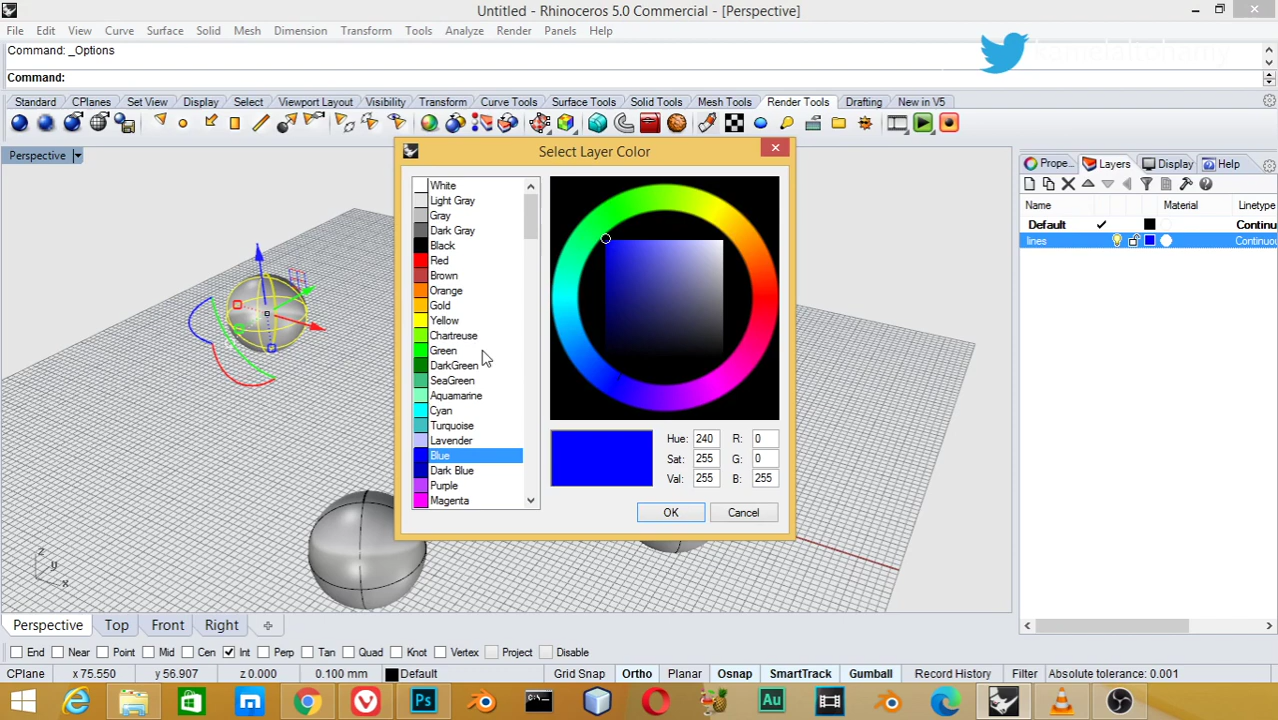 Untitled - Rhinoceros 5.0 Commercial - [Perspective]
File Edit View Curve Surface Solid Mesh Dimension Transform Tools Analyze Render Panels Help
Command: _Options
kamelaltohamy
Command:
Standard CPlanes Set View Display Select Viewport Layout Visibility Transform Curve Tools Surface Tools Solid Tools Mesh Tools Render Tools Drafting New in V5
Perspective
Select Layer Color
White
Light Gray
Gray
Dark Gray
Black
Red
Brown
Orange
Gold
Yellow
Chartreuse
Green
DarkGreen
SeaGreen
Aquamarine
Cyan
Turquoise
Lavender
Blue
Dark Blue
Purple
Magenta
Hue: 240 R: 0
Sat: 255 G: 0
Val: 255 B: 255
OK Cancel
Prope... Layers Display Help
Name Material Linetype
Default Continu
lines Continuo
z
y
x
Perspective Top Front Right
End Near Point Mid Cen Int Perp Tan Quad Knot Vertex Project Disable
CPlane x 75.550 y 56.907 z 0.000 0.100 mm Default Grid Snap Ortho Planar Osnap SmartTrack Gumball Record History Filter Absolute tolerance: 0.001
Ps Au